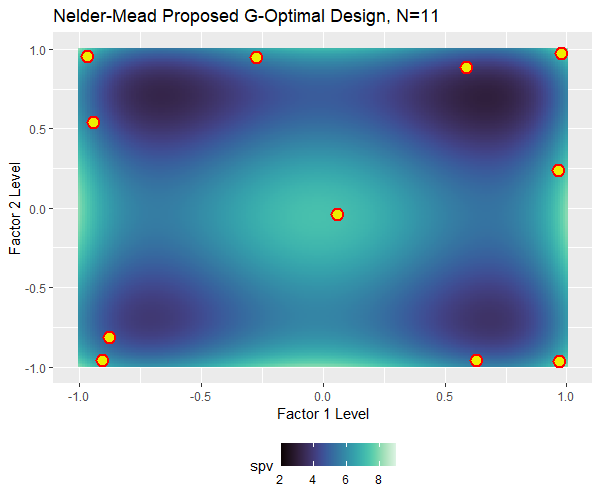 Nelder-Mead Proposed G-Optimal Design, N=11
1.0
0.5
0.0
-0.5
-1.0
Factor 2 Level
-1.0 -0.5 0.0 0.5 1.0
Factor 1 Level
spv
2 4 6 8